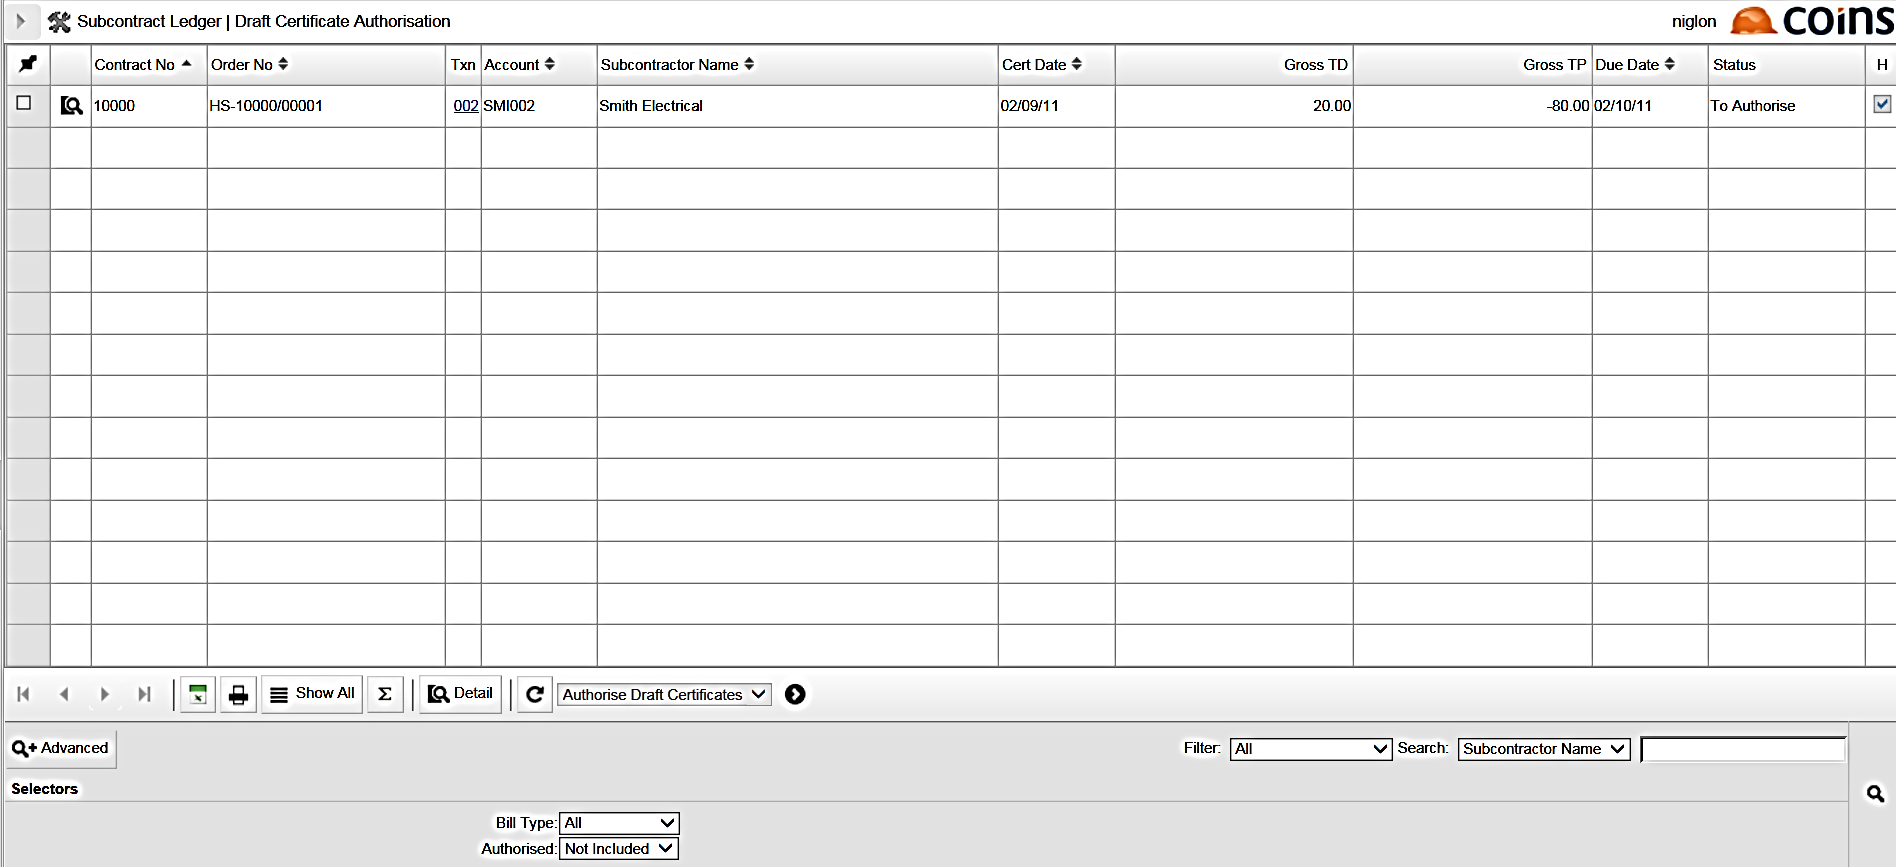 Subcontract Ledger | Draft Certificate Authorisation niglon coins
Contract No Order No Txn Account Subcontractor Name Cert Date Gross TD Gross TP Due Date Status H
10000 HS-10000/00001 002 SMI002 Smith Electrical 02/09/11 20.00 -80.00 02/10/11 To Authorise
Show All Σ Detail Authorise Draft Certificates
Advanced Filter: All Search: Subcontractor Name
Selectors
Bill Type: All
Authorised: Not Included